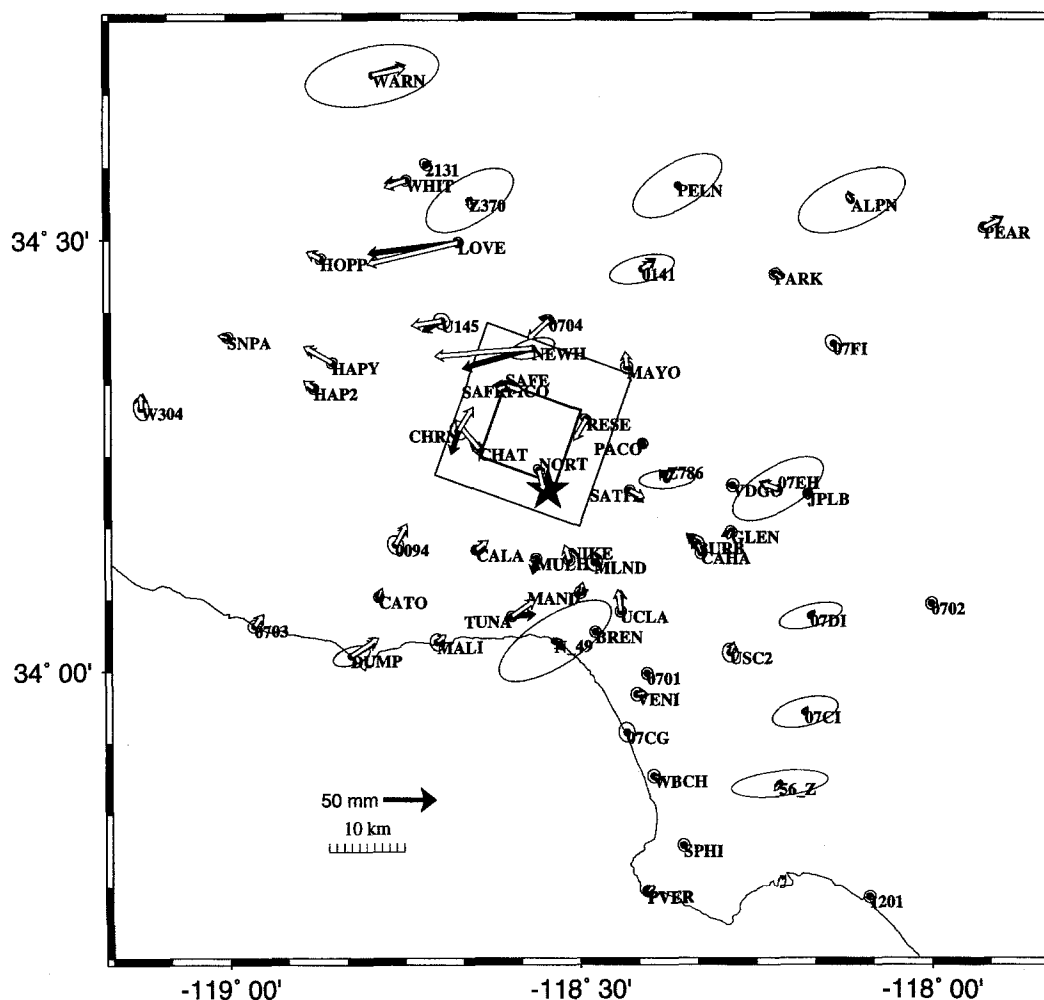 WARN
2131
WHIT
Z370
PELN
ALPN
PEAR
34° 30'
LOVE
HOPP
0141
PARK
U145
0704
SNPA
07FI
NEWH
HAPY
MAYO
SAFE
HAP2
PICO
W304
RESE
CHRN
PACO
CHAT
NORT
Z786
07EH
SATI
VDGO
JPLB
GLEN
0094
CALA
NIKE
BURB
MULH
MLND
CAHA
CATO
MAND
0702
TUNA
UCLA
07DI
0703
BREN
MALI
N_49
USC2
DUMP
34° 00'
0701
VENI
07CI
07CG
WBCH
56_Z
50 mm
10 km
SPHI
PVER
1201
-119° 00'
-118° 30'
-118° 00'